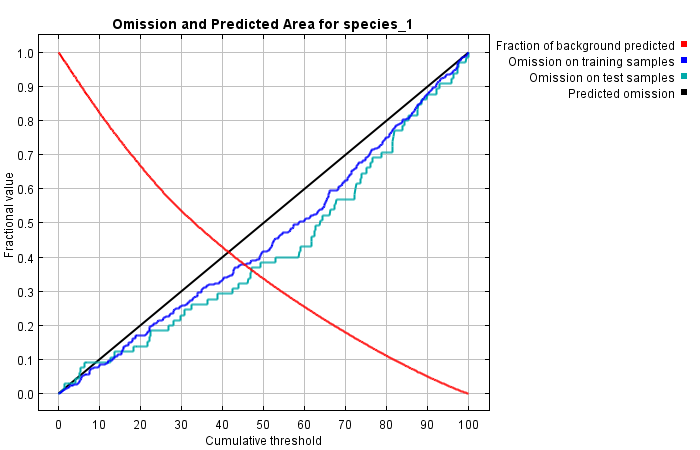 Omission and Predicted Area for species_1
Fraction of background predicted
Omission on training samples
Omission on test samples
Predicted omission
Fractional value
1.0
0.9
0.8
0.7
0.6
0.5
0.4
0.3
0.2
0.1
0.0
0 10 20 30 40 50 60 70 80 90 100
Cumulative threshold